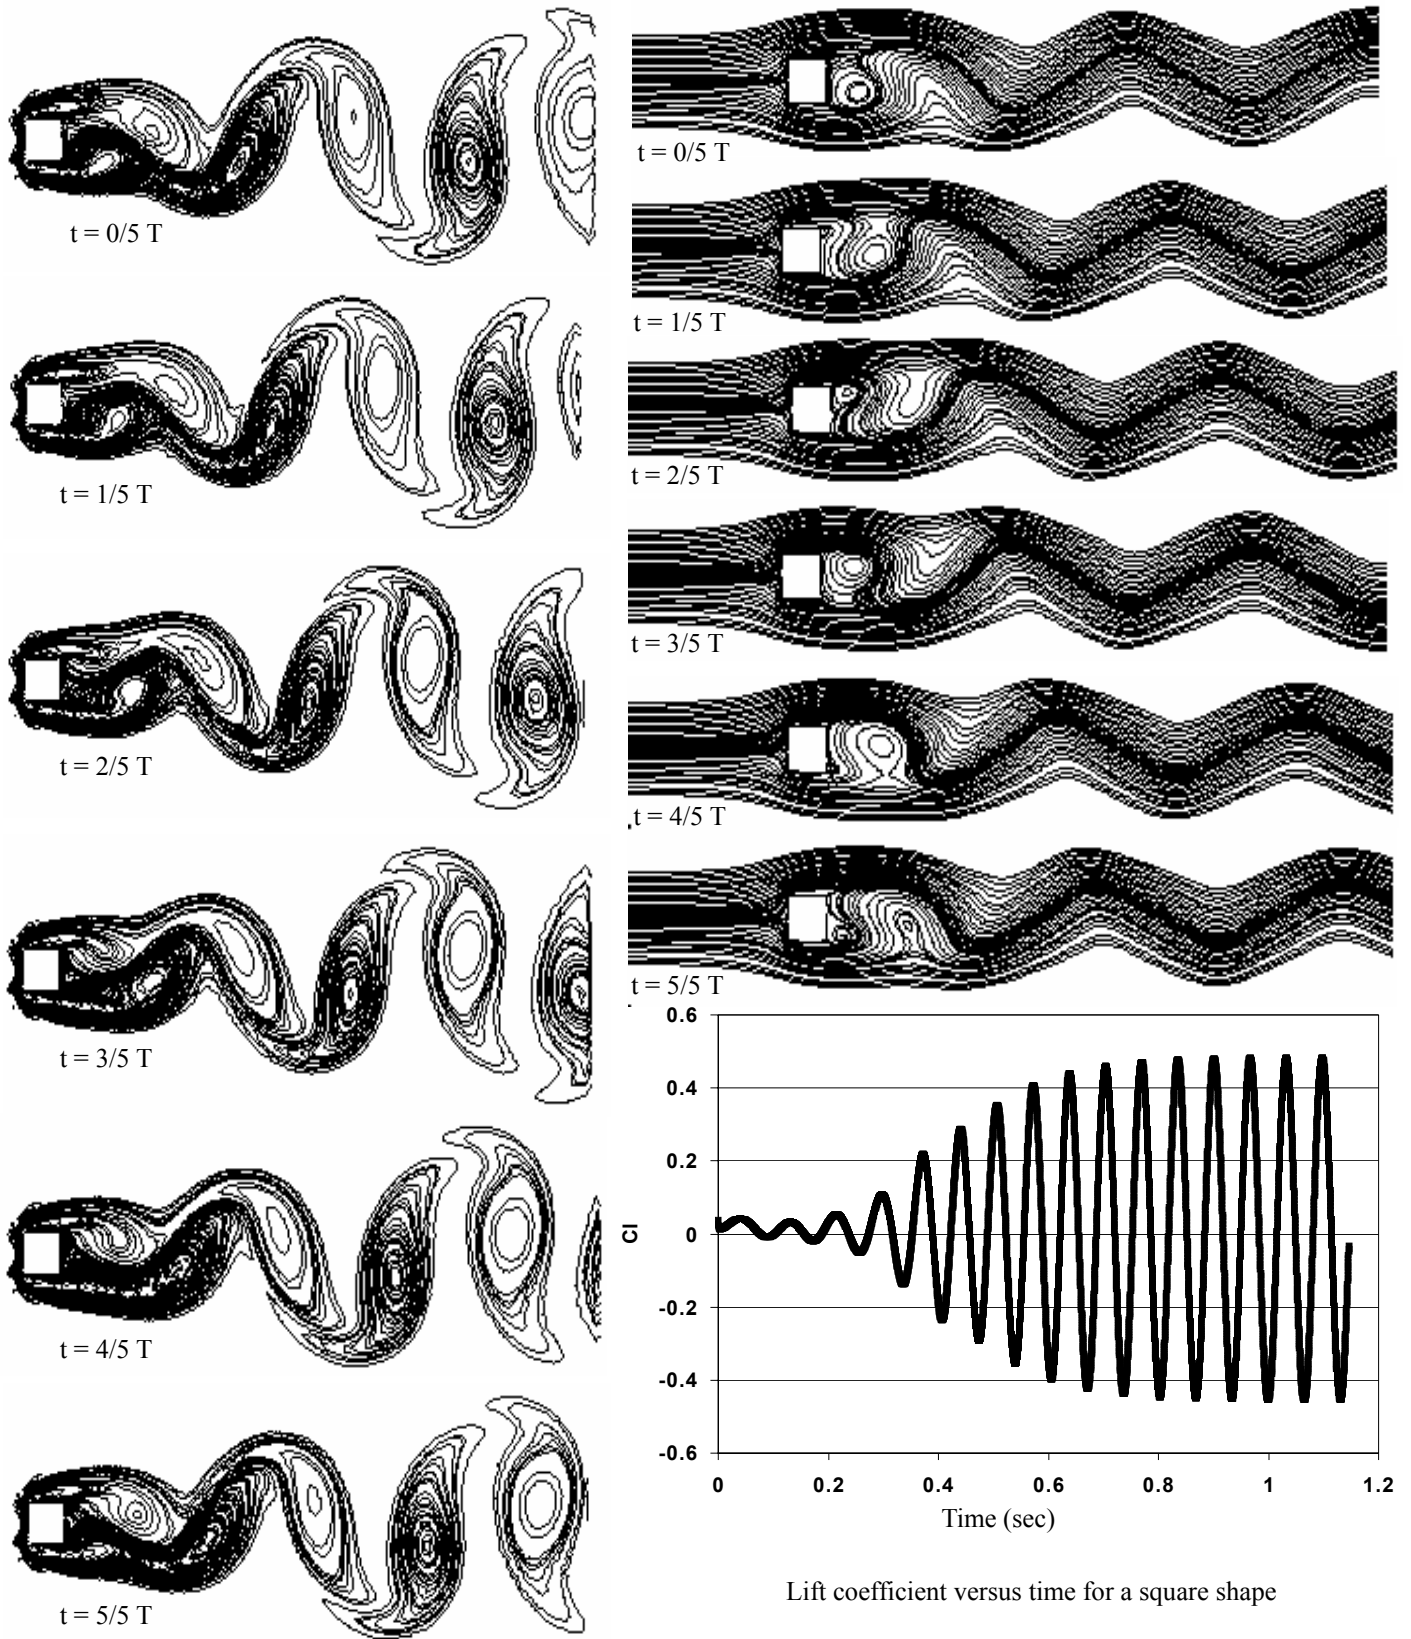 t = 0/5 T
t = 1/5 T
t = 2/5 T
t = 3/5 T
t = 4/5 T
t = 5/5 T
t = 0/5 T
t = 1/5 T
t = 2/5 T
t = 3/5 T
t = 4/5 T
t = 5/5 T
0.6
0.4
0.2
0
-0.2
-0.4
-0.6
Cl
0 0.2 0.4 0.6 0.8 1 1.2
Time (sec)
Lift coefficient versus time for a square shape